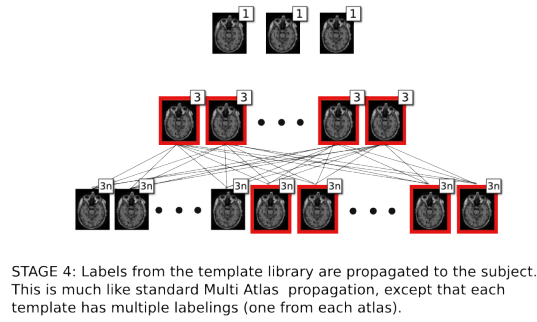 1 1 1
3 3 3 3
3n 3n 3n 3n 3n 3n 3n
STAGE 4: Labels from the template library are propagated to the subject.
This is much like standard Multi Atlas propagation, except that each
template has multiple labelings (one from each atlas).